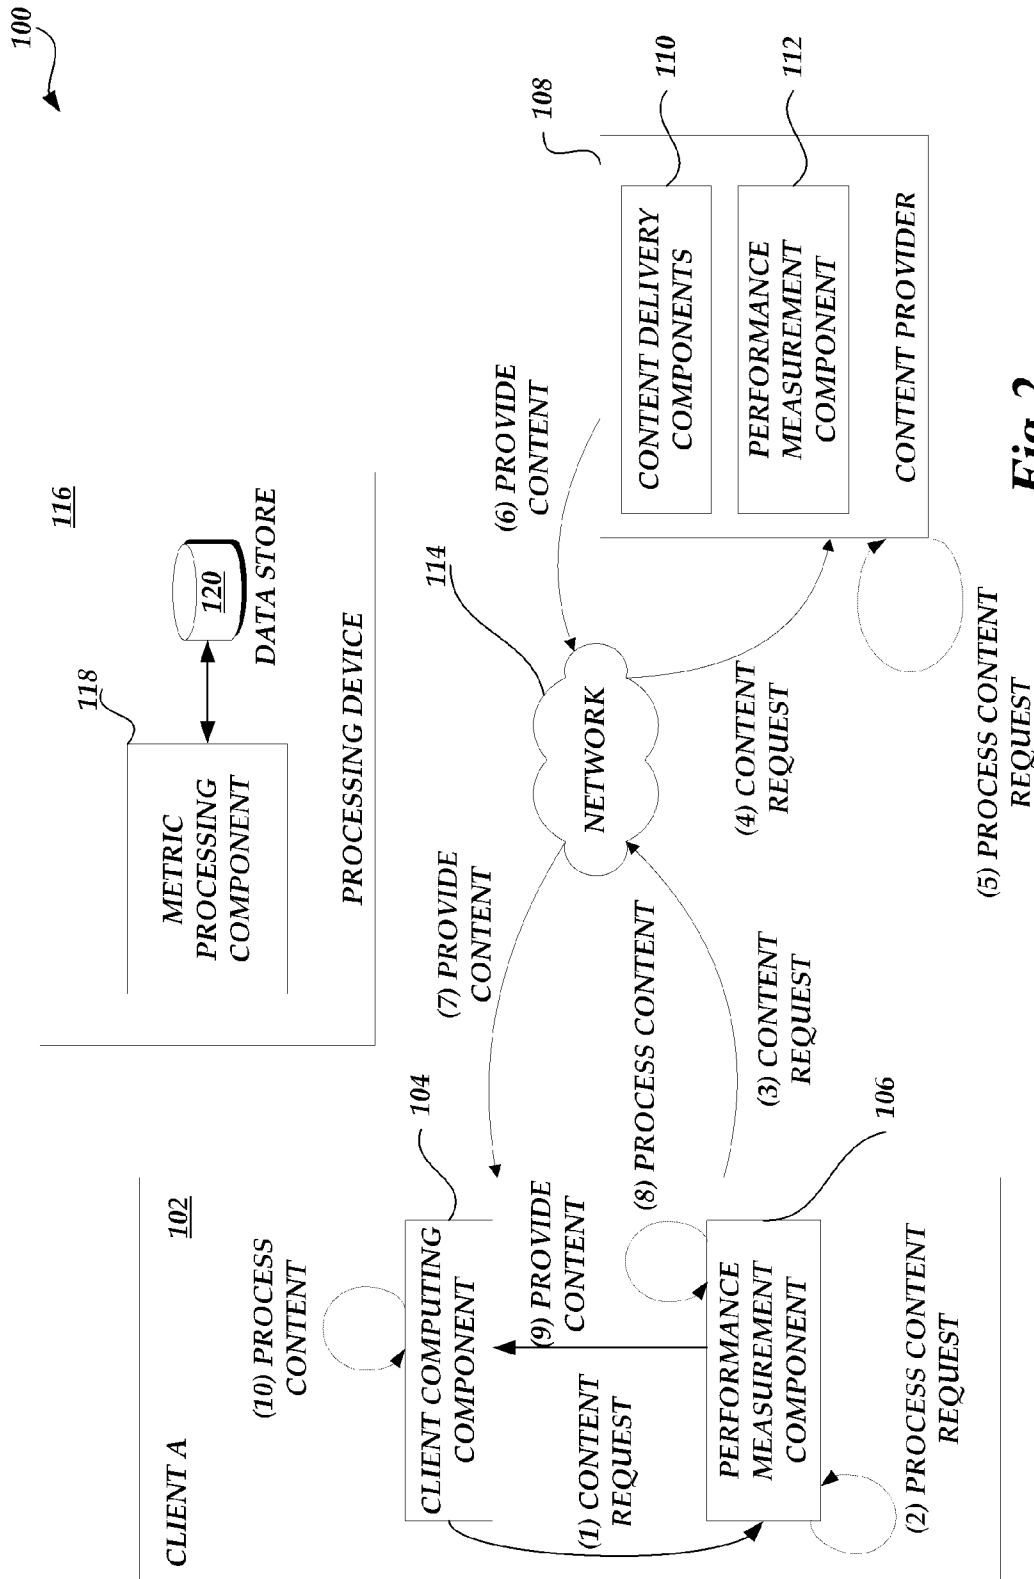 100
CLIENT A
102
(10) PROCESS
CONTENT
CLIENT COMPUTING
COMPONENT
104
(1) CONTENT
REQUEST
(9) PROVIDE
CONTENT
(8) PROCESS CONTENT
PERFORMANCE
MEASUREMENT
COMPONENT
106
(2) PROCESS CONTENT
REQUEST
116
METRIC
PROCESSING
COMPONENT
118
120
DATA STORE
PROCESSING DEVICE
(7) PROVIDE
CONTENT
(3) CONTENT
REQUEST
NETWORK
114
(6) PROVIDE
CONTENT
(4) CONTENT
REQUEST
(5) PROCESS CONTENT
REQUEST
108
CONTENT DELIVERY
COMPONENTS
110
PERFORMANCE
MEASUREMENT
COMPONENT
112
CONTENT PROVIDER
Fig.2.